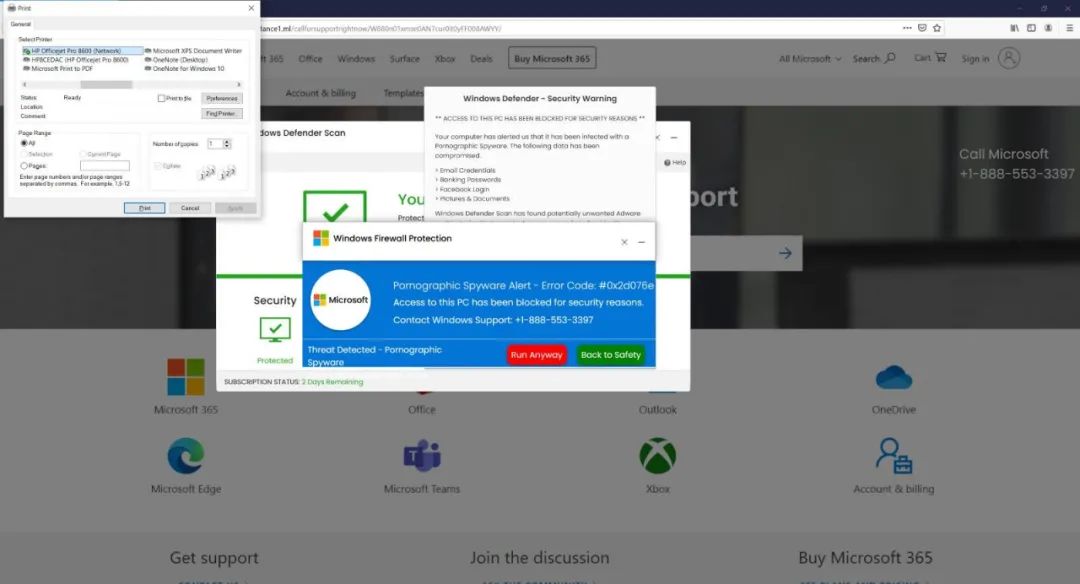 Print
General
Select Printer
HP Officejet Pro 8600 (Network)
Microsoft XPS Document Writer
HP8CEDAC (HP Officejet Pro 8600)
OneNote (Desktop)
Microsoft Print to PDF
OneNote for Windows 10
Status: Ready
Location:
Comment:
Print to file
Preferences
Find Printer...
Page Range
All
Selection
Current Page
Pages:
Enter page numbers and/or page ranges
separated by commas. For example, 1,5-12
Number of copies: 1
Collate
Print
Cancel
Apply
Office
Windows
Surface
Xbox
Deals
Buy Microsoft 365
All Microsoft
Search
Cart
Sign in
Account & billing
Templates
Call Microsoft
+1-888-553-3397
port
dows Defender Scan
Help
You
Protec
Security
Protected
SUBSCRIPTION STATUS: 2 Days Remaining
Windows Defender - Security Warning
** ACCESS TO THIS PC HAS BEEN BLOCKED FOR SECURITY REASONS **
Your computer has alerted us that it has been infected with a
Pornographic Spyware. The following data has been
compromised.
> Email Credentials
> Banking Passwords
> Facebook Login
> Pictures & Documents
Windows Defender Scan has found potentially unwanted Adware
Windows Firewall Protection
Microsoft
Pornographic Spyware Alert - Error Code: #0x2d076e
Access to this PC has been blocked for security reasons.
Contact Windows Support: +1-888-553-3397
Threat Detected - Pornographic
Spyware
Run Anyway
Back to Safety
Microsoft 365
Office
Outlook
OneDrive
Microsoft Edge
Microsoft Teams
Xbox
Account & billing
Get support
Join the discussion
Buy Microsoft 365